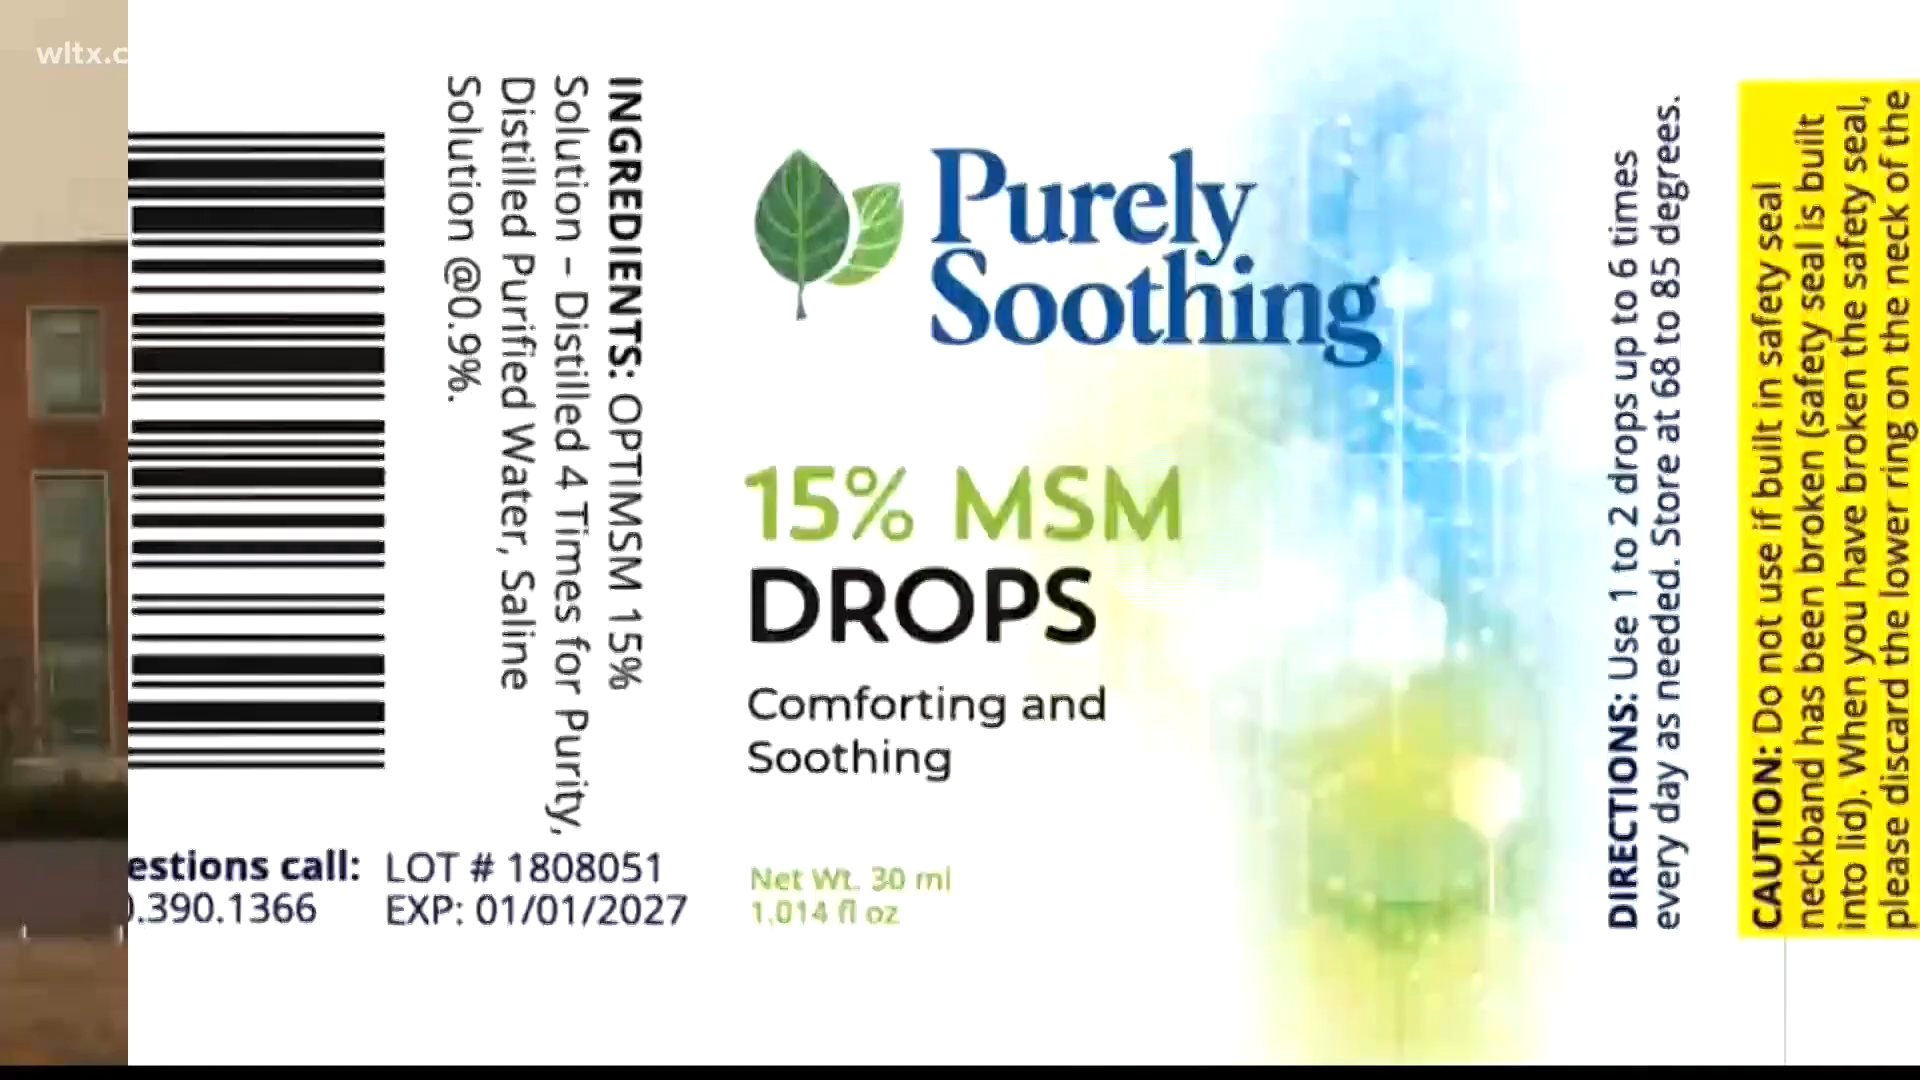 wltx.c
INGREDIENTS: OPTIMSM 15%
Solution – Distilled 4 Times for Purity,
Distilled Purified Water, Saline
Solution @0.9%.
estions call:
0.390.1366
LOT # 1808051
EXP: 01/01/2027
Purely
Soothing
15% MSM
DROPS
Comforting and
Soothing
Net Wt. 30 ml
1.014 fl oz
DIRECTIONS: Use 1 to 2 drops up to 6 times
every day as needed. Store at 68 to 85 degrees.
CAUTION: Do not use if built in safety seal
neckband has been broken (safety seal is built
into lid). When you have broken the safety seal,
please discard the lower ring on the neck of the